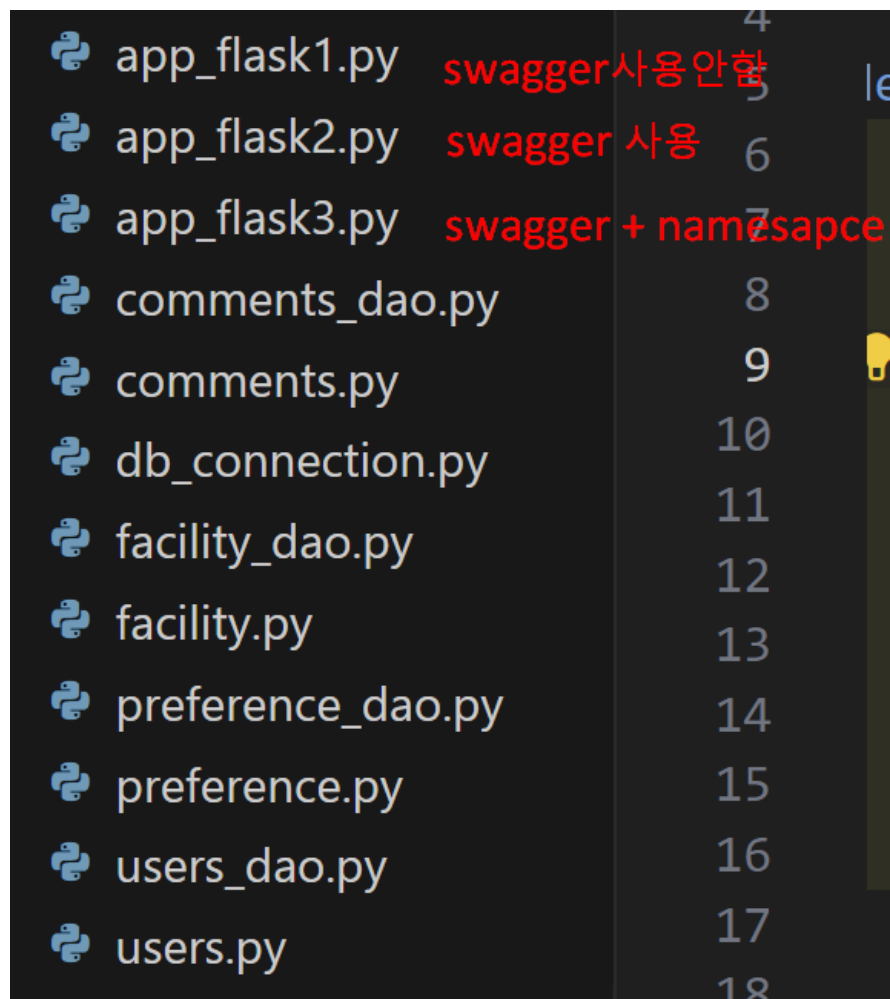 4
app_flask1.py swagger사용안함 5 le
app_flask2.py swagger 사용 6
app_flask3.py swagger + namesapce 7
comments_dao.py 8
comments.py 9
db_connection.py 10
11
facility_dao.py 12
facility.py 13
preference_dao.py 14
preference.py 15
users_dao.py 16
users.py 17
18